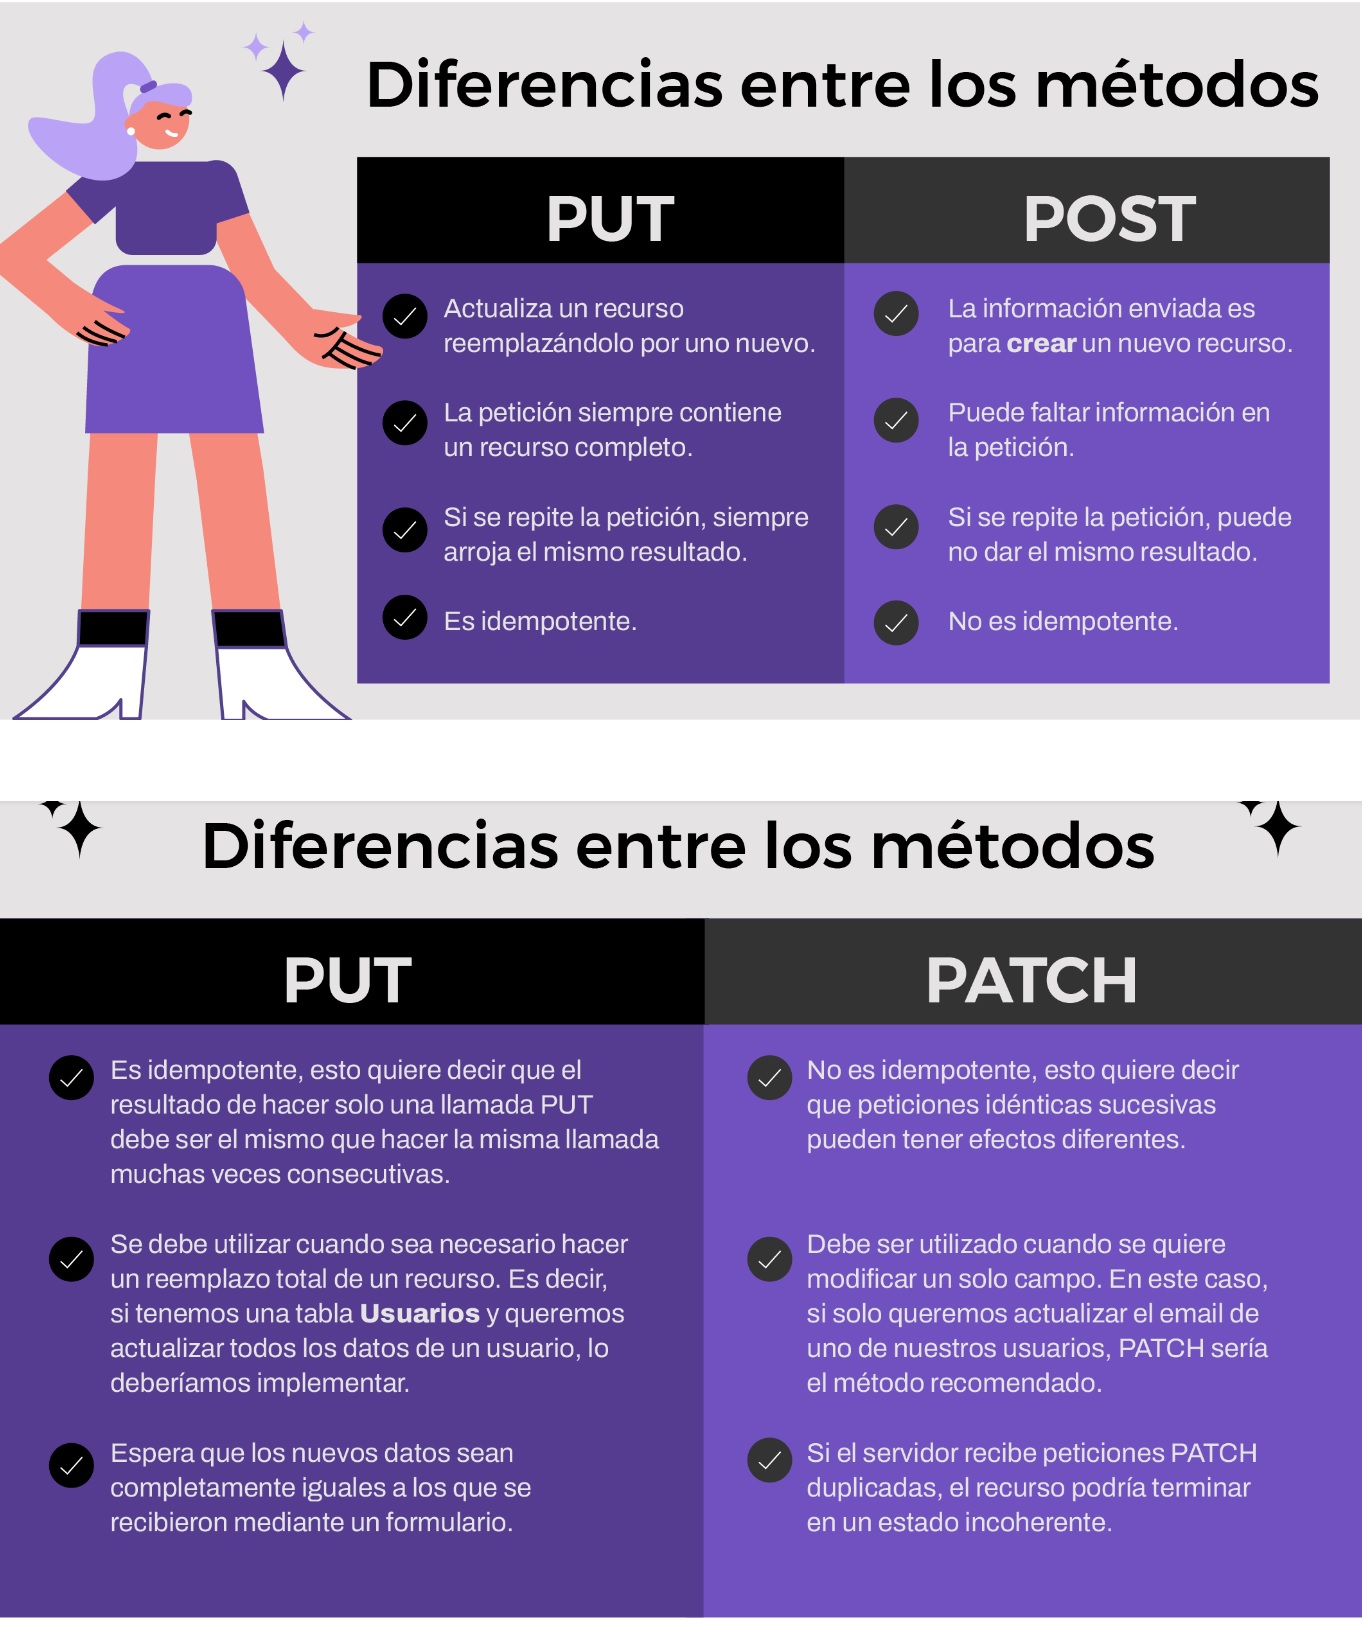 Diferencias entre los métodos
PUT
Actualiza un recurso
reemplazándolo por uno nuevo.
La petición siempre contiene
un recurso completo.
Si se repite la petición, siempre
arroja el mismo resultado.
Es idempotente.
POST
La información enviada es
para crear un nuevo recurso.
Puede faltar información en
la petición.
Si se repite la petición, puede
no dar el mismo resultado.
No es idempotente.
Diferencias entre los métodos
PUT
Es idempotente, esto quiere decir que el
resultado de hacer solo una llamada PUT
debe ser el mismo que hacer la misma llamada
muchas veces consecutivas.
Se debe utilizar cuando sea necesario hacer
un reemplazo total de un recurso. Es decir,
si tenemos una tabla Usuarios y queremos
actualizar todos los datos de un usuario, lo
deberíamos implementar.
Espera que los nuevos datos sean
completamente iguales a los que se
recibieron mediante un formulario.
PATCH
No es idempotente, esto quiere decir
que peticiones idénticas sucesivas
pueden tener efectos diferentes.
Debe ser utilizado cuando se quiere
modificar un solo campo. En este caso,
si solo queremos actualizar el email de
uno de nuestros usuarios, PATCH sería
el método recomendado.
Si el servidor recibe peticiones PATCH
duplicadas, el recurso podría terminar
en un estado incoherente.